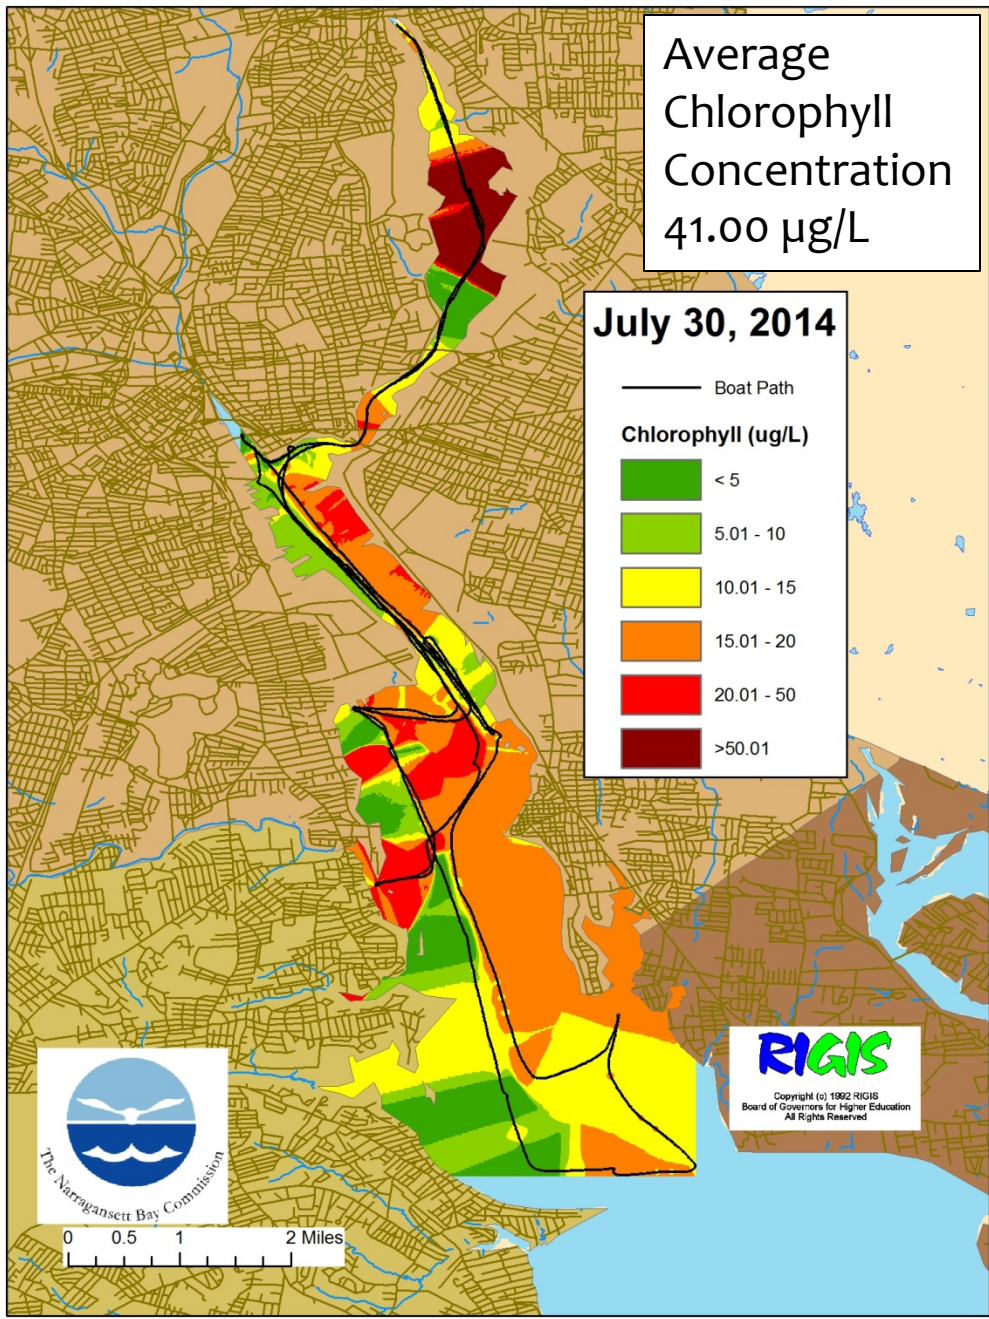 Average
Chlorophyll
Concentration
41.00 µg/L
July 30, 2014
Boat Path
Chlorophyll (ug/L)
< 5
5.01 - 10
10.01 - 15
15.01 - 20
20.01 - 50
>50.01
RIGIS
Copyright (c) 1992 RIGIS
Board of Governors for Higher Education
All Rights Reserved
The Narragansett Bay Commission
0 0.5 1 2 Miles